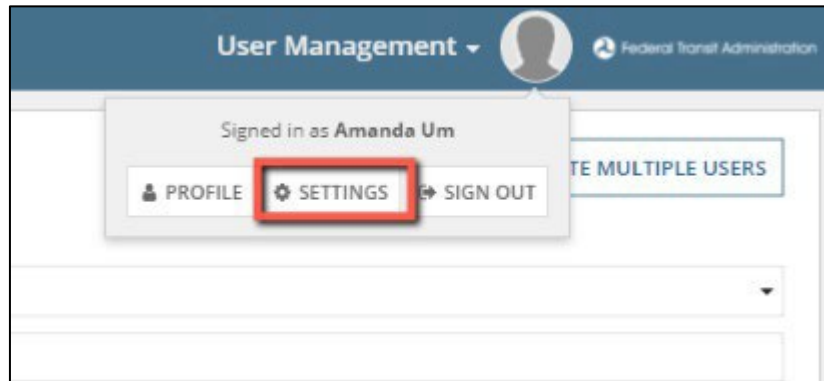 User Management
Federal Transit Administration
Signed in as Amanda Um
TE MULTIPLE USERS
PROFILE
SETTINGS
SIGN OUT